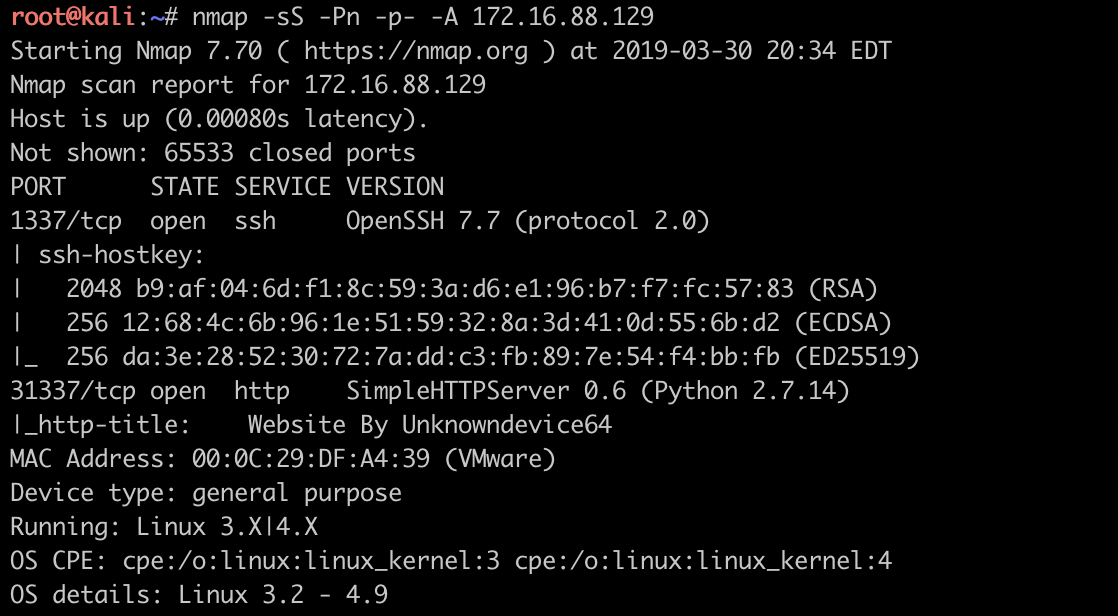 root@kali:~# nmap -sS -Pn -p- -A 172.16.88.129
Starting Nmap 7.70 ( https://nmap.org ) at 2019-03-30 20:34 EDT
Nmap scan report for 172.16.88.129
Host is up (0.00080s latency).
Not shown: 65533 closed ports
PORT      STATE SERVICE VERSION
1337/tcp  open  ssh     OpenSSH 7.7 (protocol 2.0)
| ssh-hostkey:
|   2048 b9:af:04:6d:f1:8c:59:3a:d6:e1:96:b7:f7:fc:57:83 (RSA)
|   256 12:68:4c:6b:96:1e:51:59:32:8a:3d:41:0d:55:6b:d2 (ECDSA)
|_  256 da:3e:28:52:30:72:7a:dd:c3:fb:89:7e:54:f4:bb:fb (ED25519)
31337/tcp open  http    SimpleHTTPServer 0.6 (Python 2.7.14)
|_http-title:    Website By Unknowndevice64
MAC Address: 00:0C:29:DF:A4:39 (VMware)
Device type: general purpose
Running: Linux 3.X|4.X
OS CPE: cpe:/o:linux:linux_kernel:3 cpe:/o:linux:linux_kernel:4
OS details: Linux 3.2 - 4.9